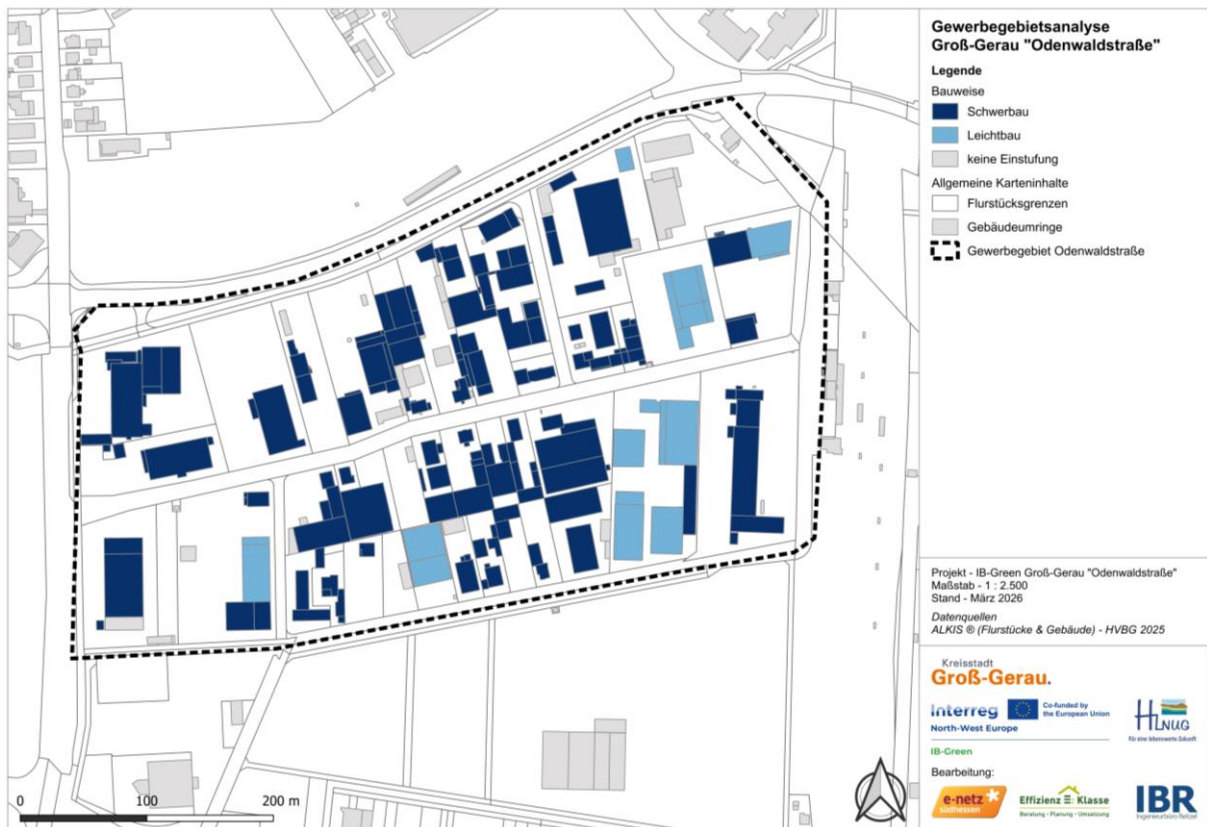 Gewerbegebietsanalyse
Groß-Gerau "Odenwaldstraße"
Legende
Bauweise
Schwerbau
Leichtbau
keine Einstufung
Allgemeine Karteninhalte
Flurstücksgrenzen
Gebäudeumringe
Gewerbegebiet Odenwaldstraße
Projekt - IB-Green Groß-Gerau "Odenwaldstraße"
Maßstab - 1 : 2.500
Stand - März 2026
Datenquellen
ALKIS ® (Flurstücke & Gebäude) - HVBG 2025
Kreisstadt
Groß-Gerau.
Interreg
Co-funded by
the European Union
North-West Europe
HLNUG
Für eine lebenswerte Zukunft
IB-Green
Bearbeitung:
e-netz
südhessen
Effizienz Klasse
Beratung - Planung - Umsetzung
IBR
Ingenieurbüro Reitzel
0 100 200 m